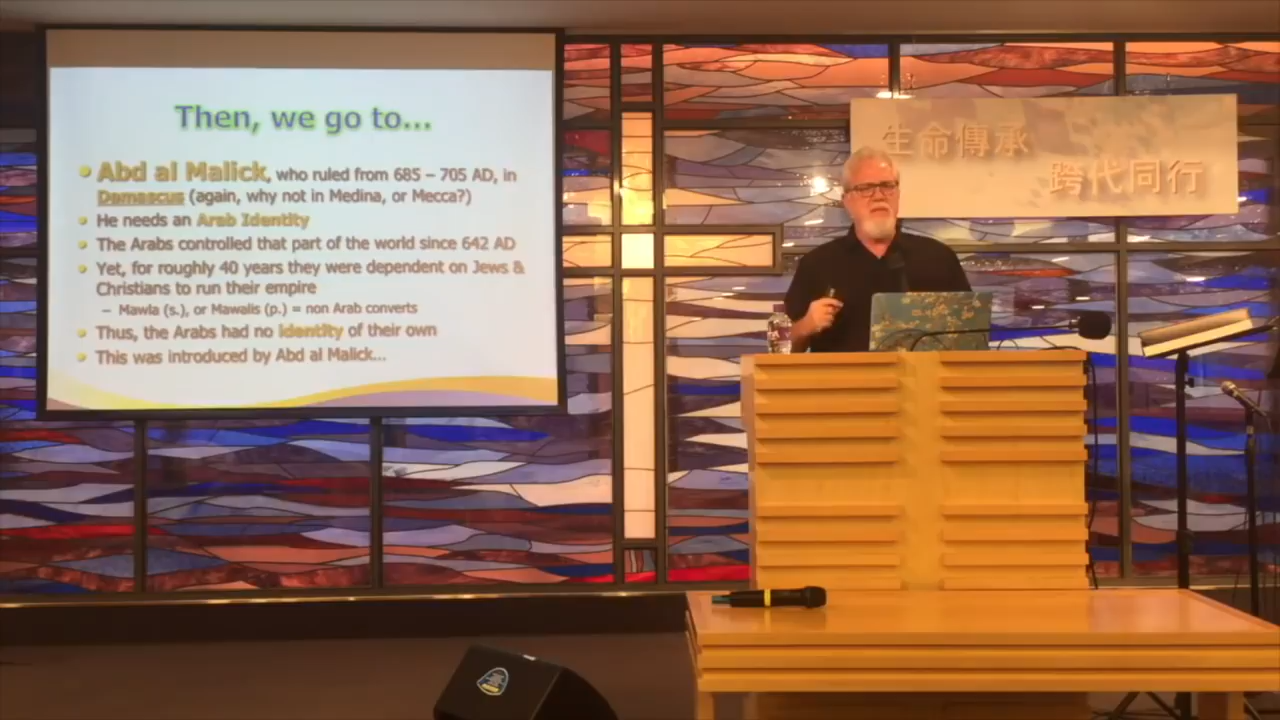 Then, we go to...
• Abd al Malick, who ruled from 685 – 705 AD, in
Damascus (again, why not in Medina, or Mecca?)
• He needs an Arab Identity
• The Arabs controlled that part of the world since 642 AD
• Yet, for roughly 40 years they were dependent on Jews &
Christians to run their empire
– Mawla (s.), or Mawalis (p.) = non Arab converts
• Thus, the Arabs had no identity of their own
• This was introduced by Abd al Malick...
生命傳承
跨代同行